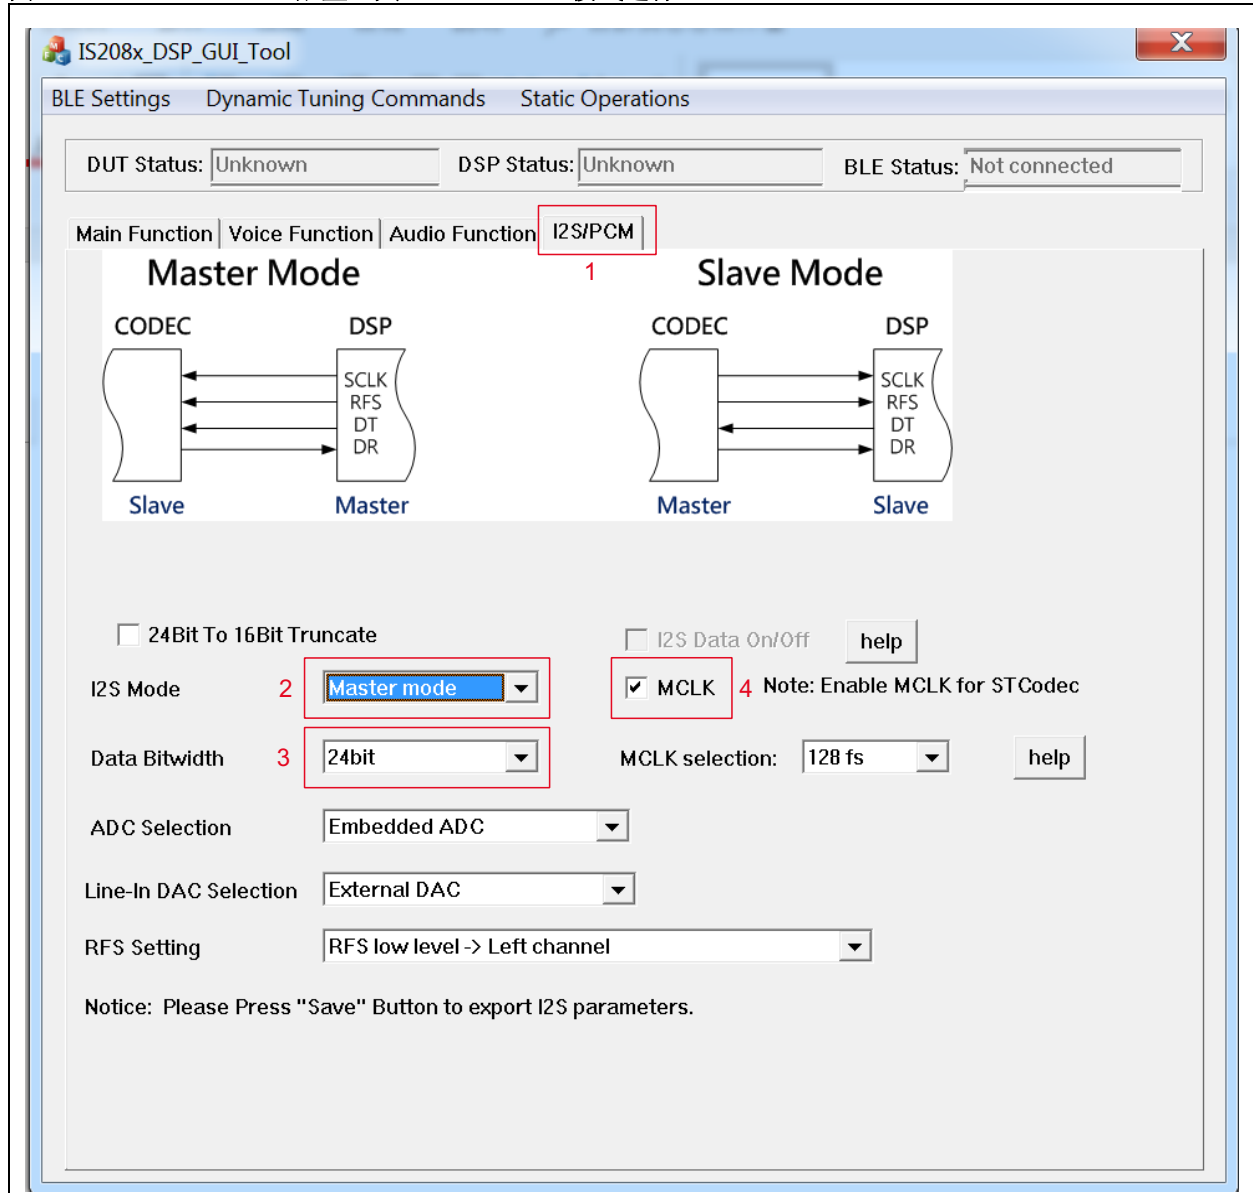 IS208x_DSP_GUI_Tool
BLE Settings Dynamic Tuning Commands Static Operations
DUT Status: Unknown DSP Status: Unknown BLE Status: Not connected
Main Function Voice Function Audio Function I2S/PCM
1
Master Mode Slave Mode
CODEC DSP CODEC DSP
SCLK SCLK
RFS RFS
DT DT
DR DR
Slave Master Master Slave
24Bit To 16Bit Truncate I2S Data On/Off help
I2S Mode 2 Master mode MCLK 4 Note: Enable MCLK for STCodec
Data Bitwidth 3 24bit MCLK selection: 128 fs help
ADC Selection Embedded ADC
Line-In DAC Selection External DAC
RFS Setting RFS low level -> Left channel
Notice: Please Press "Save" Button to export I2S parameters.